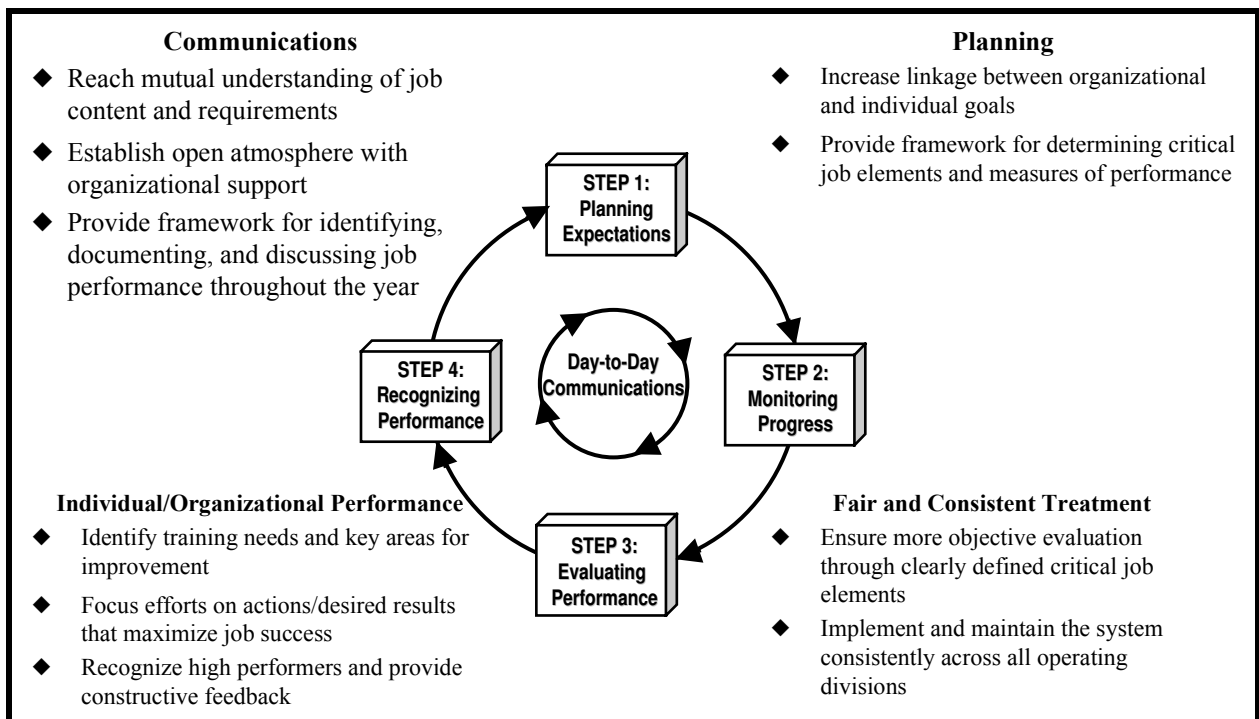 Communications
◆ Reach mutual understanding of job
content and requirements
◆ Establish open atmosphere with
organizational support
◆ Provide framework for identifying,
documenting, and discussing job
performance throughout the year
Planning
◆ Increase linkage between organizational
and individual goals
◆ Provide framework for determining critical
job elements and measures of performance
STEP 1:
Planning
Expectations
STEP 2:
Monitoring
Progress
STEP 3:
Evaluating
Performance
STEP 4:
Recognizing
Performance
Day-to-Day
Communications
Individual/Organizational Performance
◆ Identify training needs and key areas for
improvement
◆ Focus efforts on actions/desired results
that maximize job success
◆ Recognize high performers and provide
constructive feedback
Fair and Consistent Treatment
◆ Ensure more objective evaluation
through clearly defined critical job
elements
◆ Implement and maintain the system
consistently across all operating
divisions